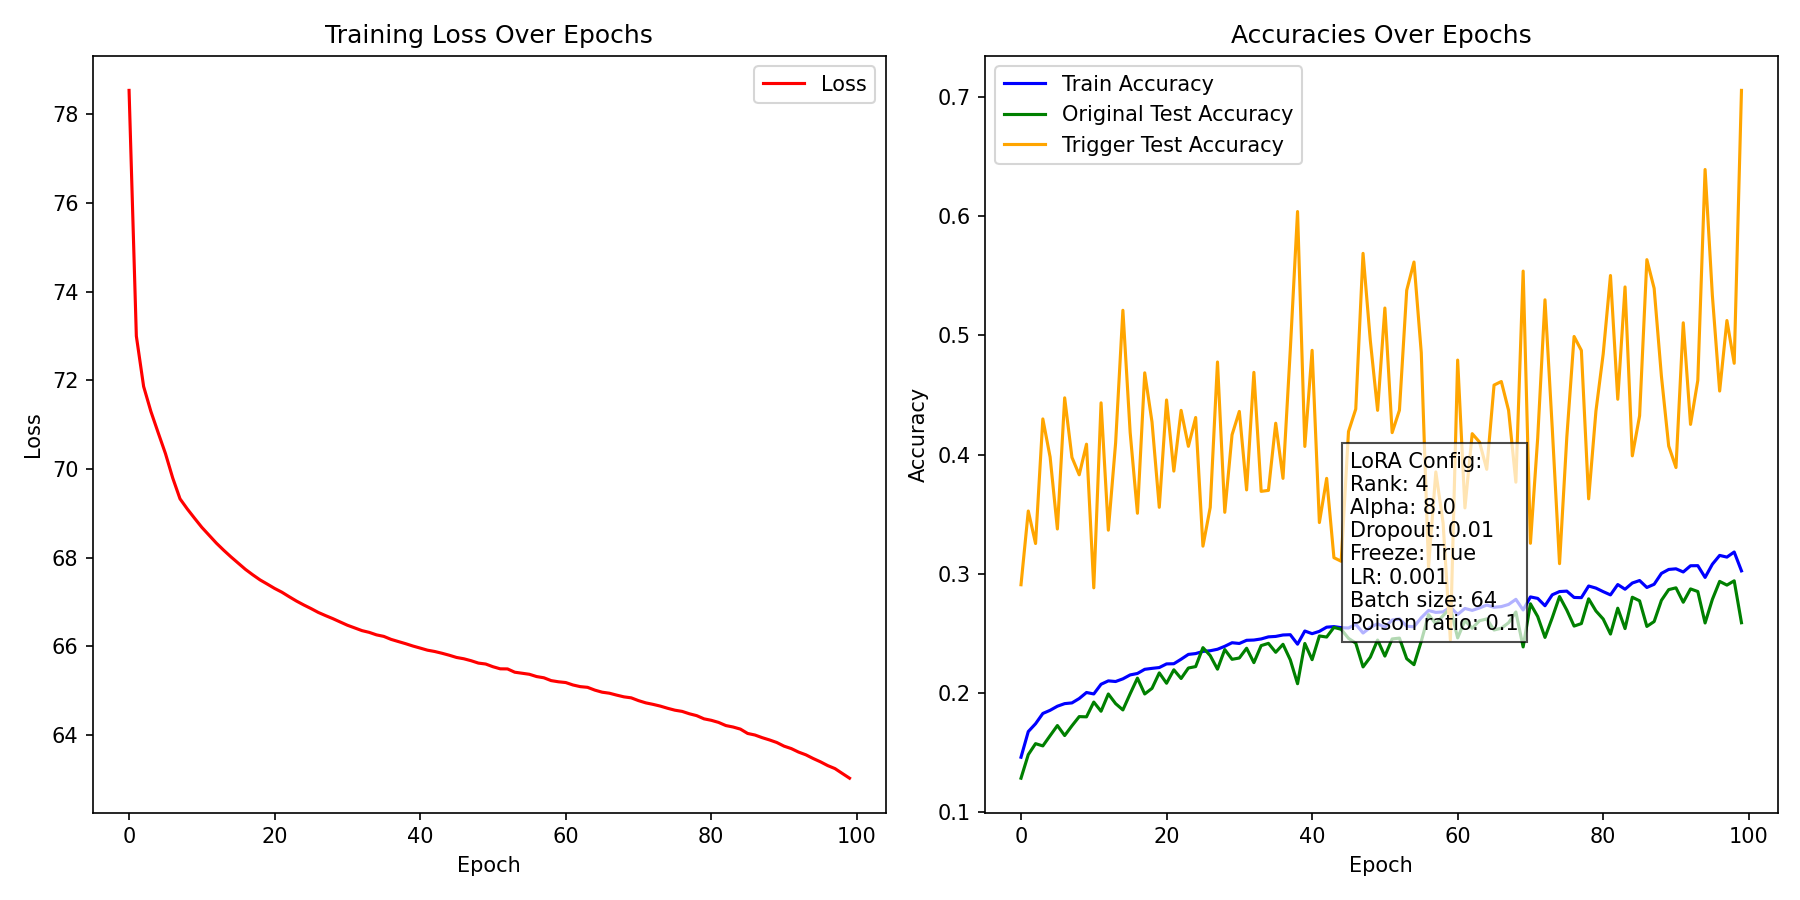 Training Loss Over Epochs
Loss
78
76
74
72
70
68
66
64
Loss
0
20
40
60
80
100
Epoch
Accuracies Over Epochs
Train Accuracy
Original Test Accuracy
Trigger Test Accuracy
0.7
0.6
0.5
0.4
0.3
0.2
0.1
Accuracy
LoRA Config:
Rank: 4
Alpha: 8.0
Dropout: 0.01
Freeze: True
LR: 0.001
Batch size: 64
Poison ratio: 0.1
0
20
40
60
80
100
Epoch